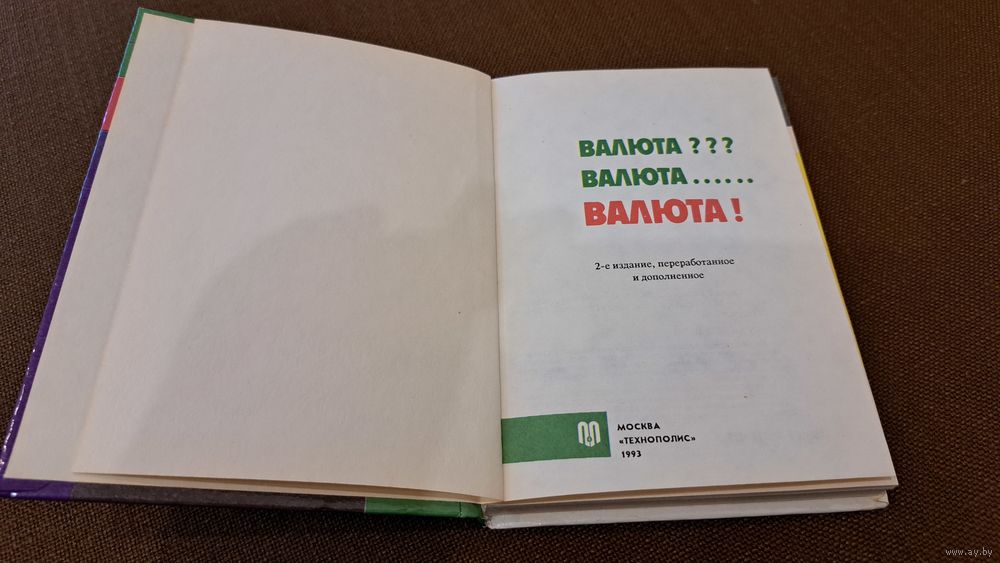 ВАЛЮТА ???
ВАЛЮТА ......
ВАЛЮТА !
2-е издание, переработанное
и дополненное
МОСКВА
«ТЕХНОПОЛИС»
1993
www.ay.by